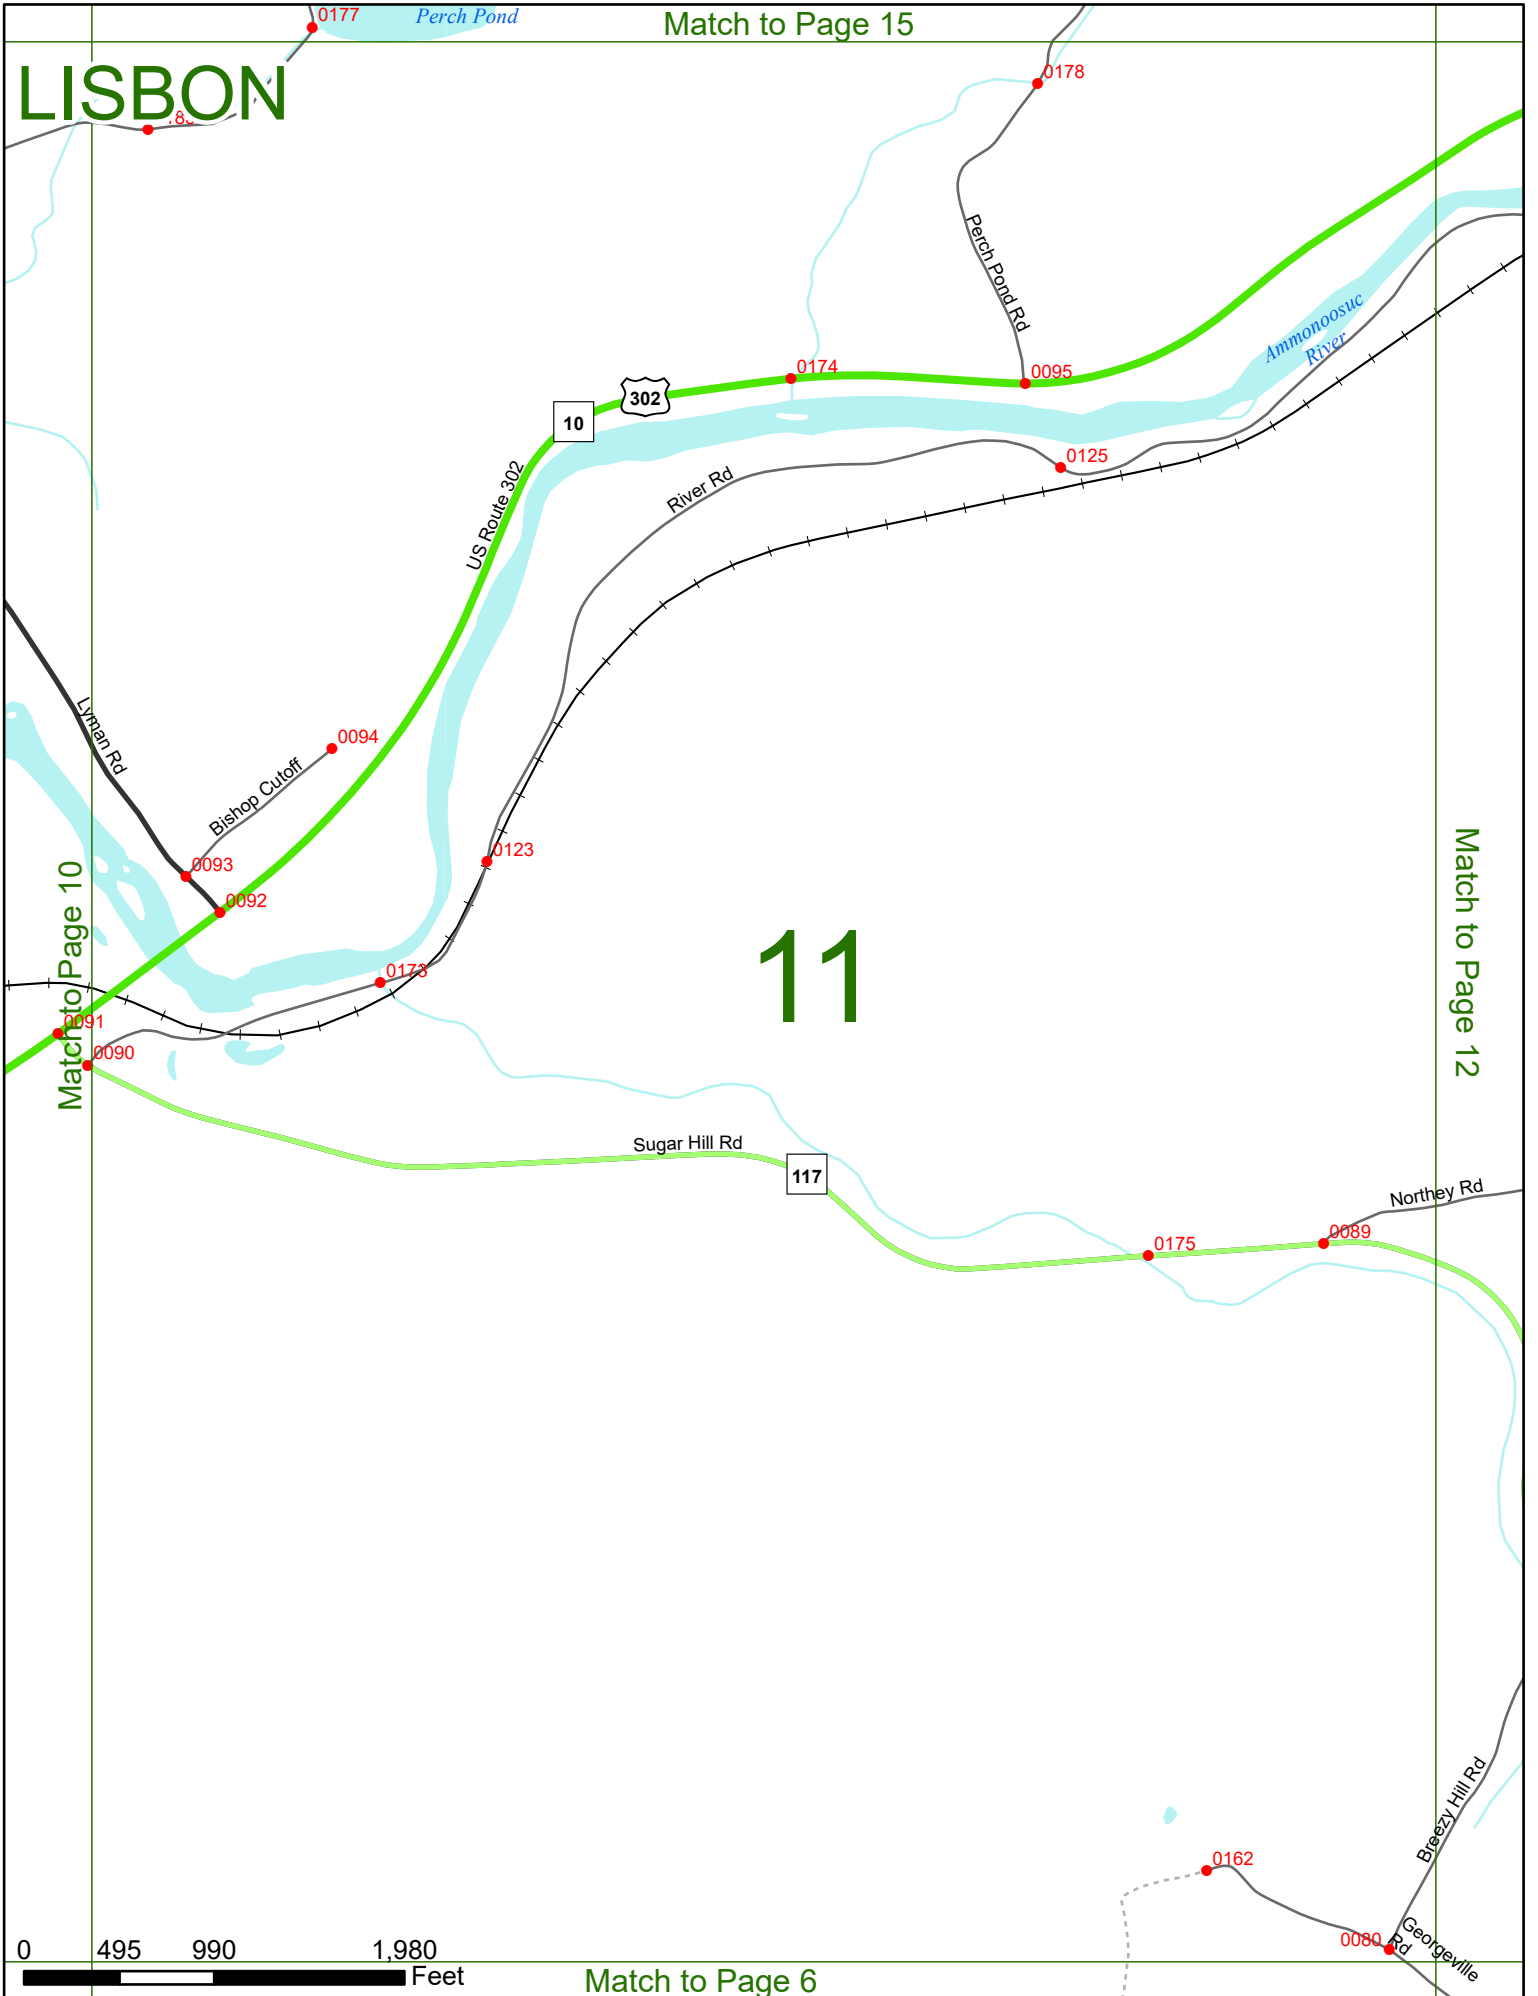 0177
Perch Pond
Match to Page 15
LISBON
0178
Perch Pond Rd
Ammonoosuc
River
0174
0095
302
10
0125
River Rd
US Route 302
Lyman Rd
0094
Bishop Cutoff
0093
0092
0123
Match to Page 10
Match to Page 12
11
0173
0091
0090
Sugar Hill Rd
117
Northey Rd
0175
0089
Breezy Hill Rd
0162
0080
Georgeville
Rd
0 495 990 1,980
Feet
Match to Page 6